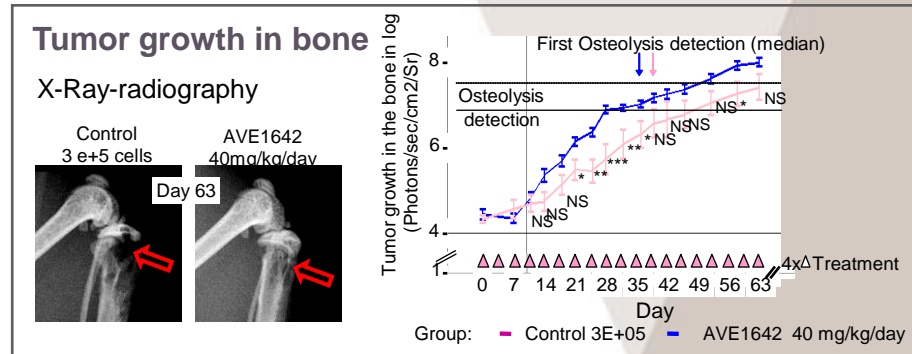 Tumor growth in bone
X-Ray-radiography
Control
3 e+5 cells
AVE1642
40mg/kg/day
Day 63
Tumor growth in the bone in log
(Photons/sec/cm2/Sr)
First Osteolysis detection (median)
8
Osteolysis
detection
6
4
1
NS
NS
NS
*
**
***
**
*
NS
NS
NS
NS
*
NS
4xΔTreatment
0 7 14 21 28 35 42 49 56 63
Day
Group: Control 3E+05 AVE1642 40 mg/kg/day